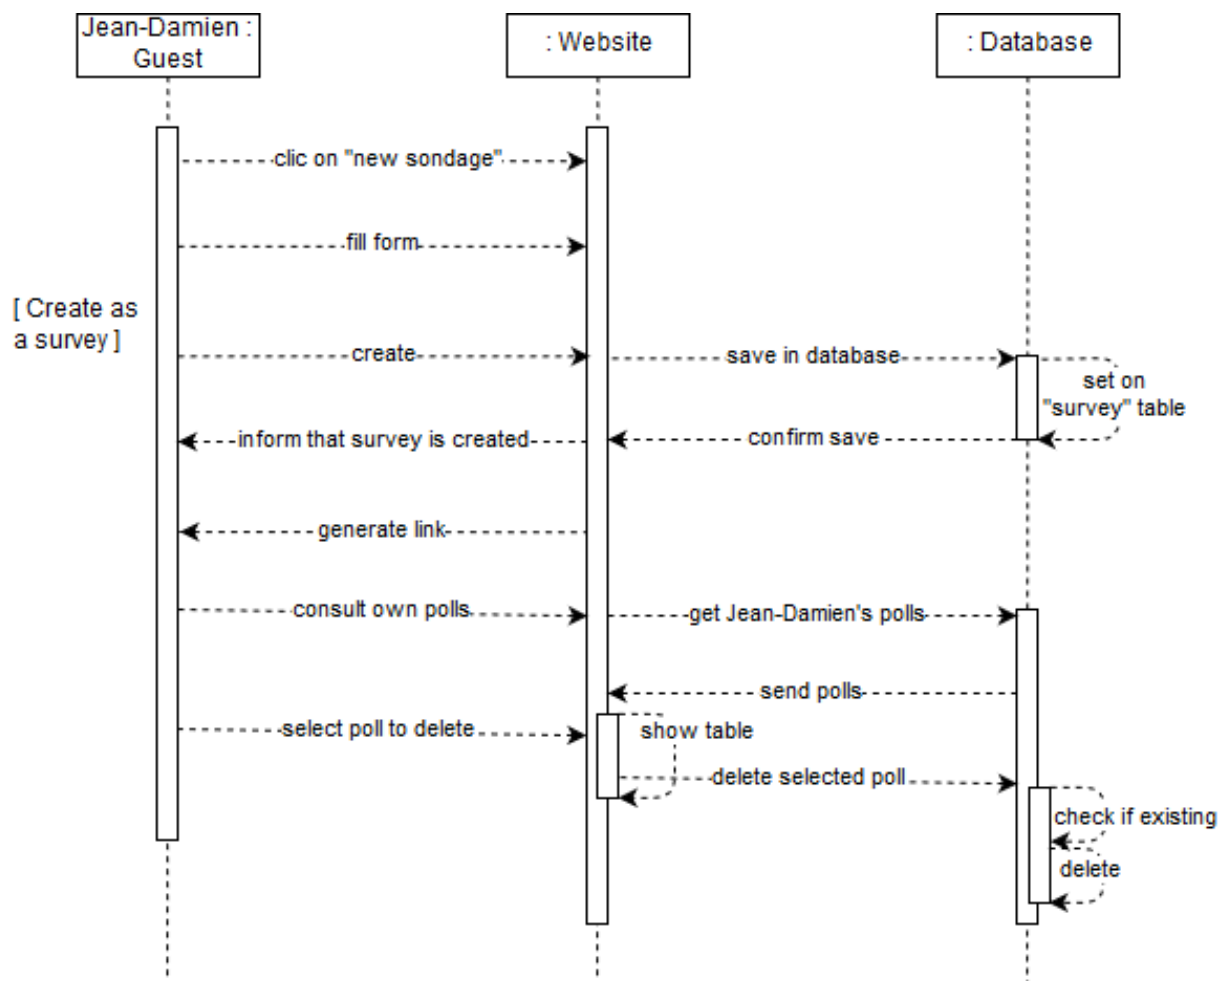 Jean-Damien :
Guest
: Website
: Database
clic on "new sondage"
fill form
[ Create as
a survey ]
create
save in database
set on
"survey" table
inform that survey is created
confirm save
generate link
consult own polls
get Jean-Damien's polls
send polls
select poll to delete
show table
delete selected poll
check if existing
delete